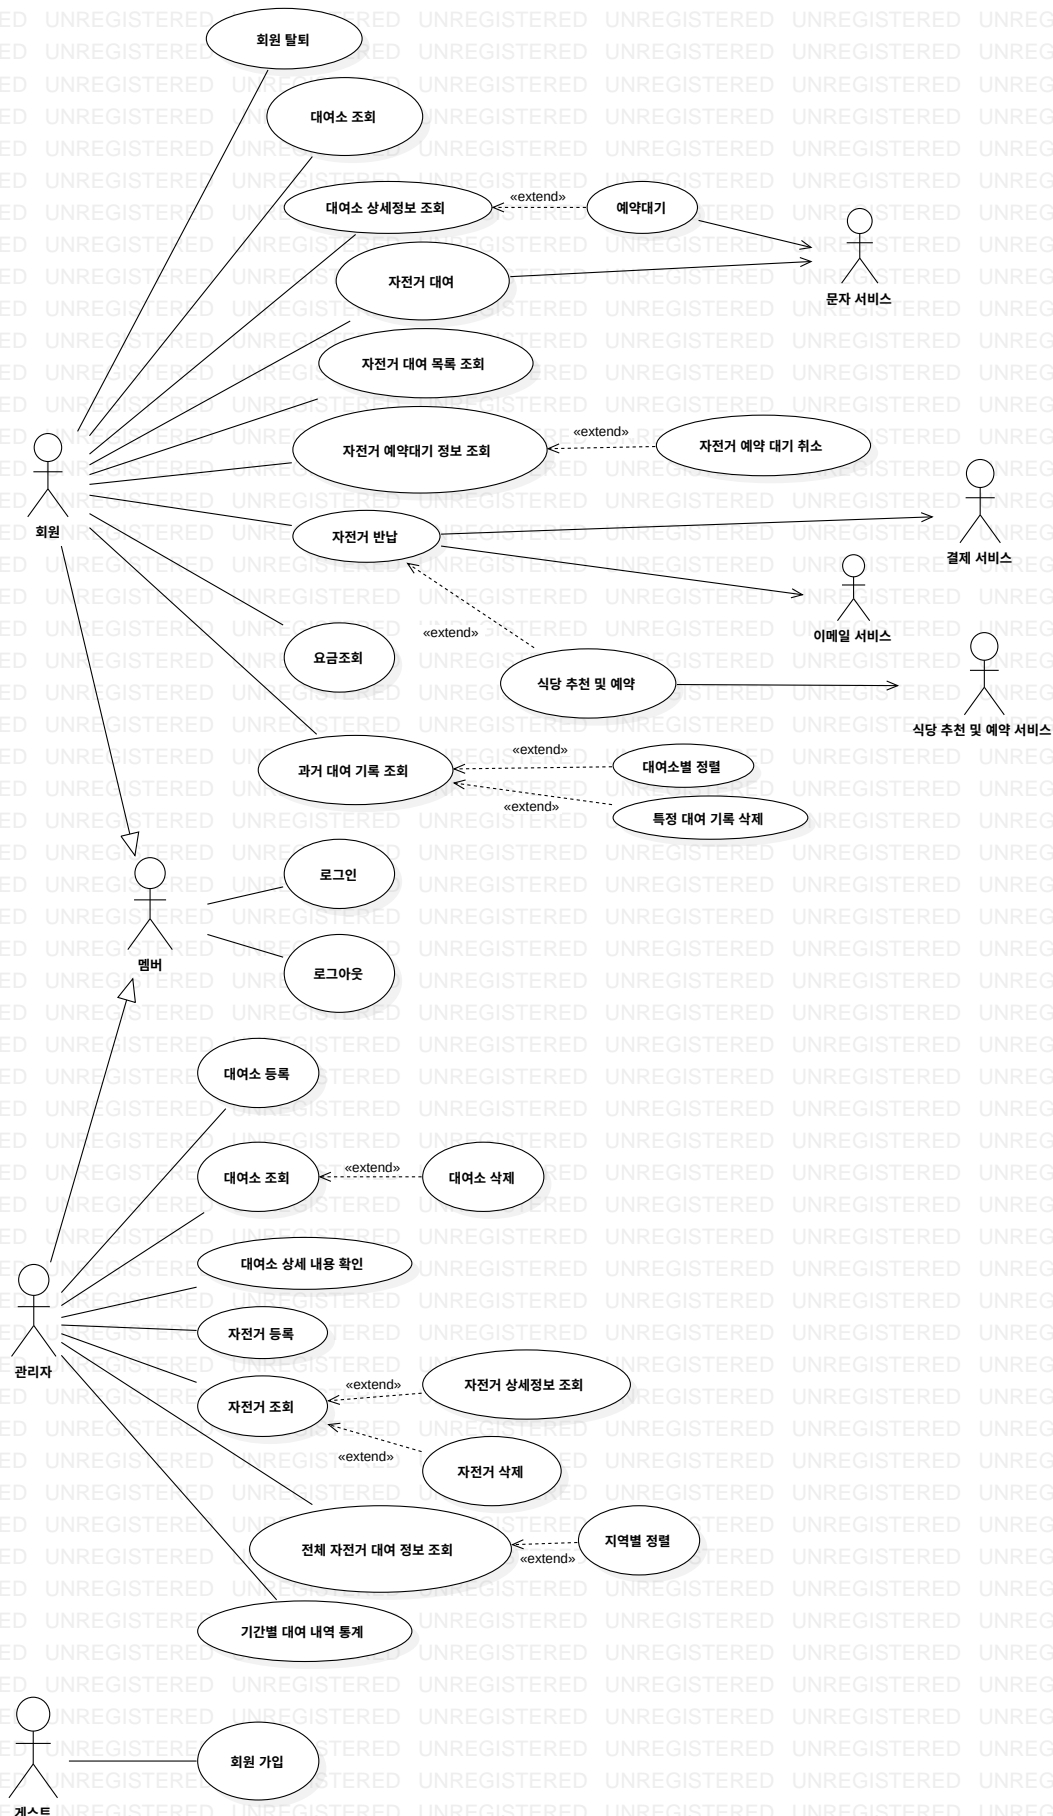 회원 탈퇴
대여소 조회
대여소 상세정보 조회
«extend»
예약대기
자전거 대여
문자 서비스
자전거 대여 목록 조회
자전거 예약대기 정보 조회
«extend»
자전거 예약 대기 취소
회원
자전거 반납
결제 서비스
이메일 서비스
«extend»
요금조회
식당 추천 및 예약
식당 추천 및 예약 서비스
과거 대여 기록 조회
«extend»
대여소별 정렬
«extend»
특정 대여 기록 삭제
로그인
멤버
로그아웃
대여소 등록
대여소 조회
«extend»
대여소 삭제
대여소 상세 내용 확인
자전거 등록
관리자
자전거 조회
«extend»
자전거 상세정보 조회
«extend»
자전거 삭제
전체 자전거 대여 정보 조회
«extend»
지역별 정렬
기간별 대여 내역 통계
회원 가입
게스트
UNREGISTERED